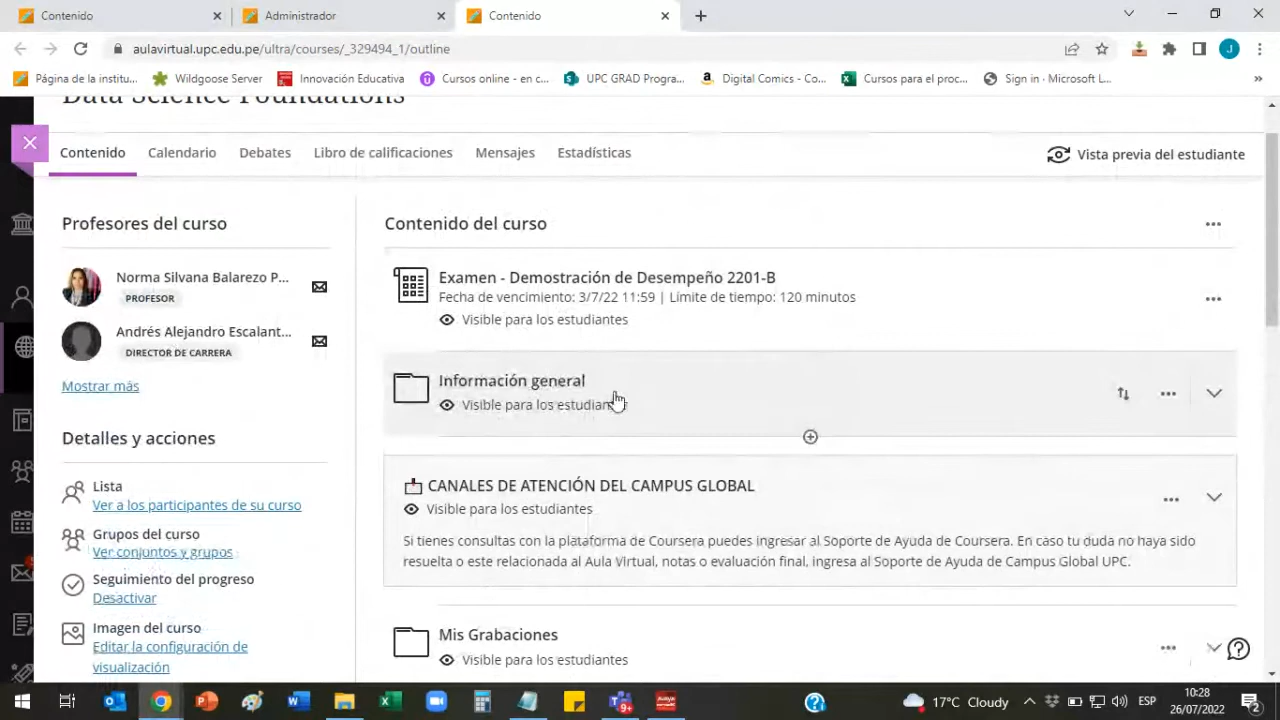 Contenido
Administrador
Contenido
aulavirtual.upc.edu.pe/ultra/courses/_329494_1/outline
J
Página de la institu...
Wildgoose Server
Innovación Educativa
Cursos online - en c...
UPC GRAD Progra...
Digital Comics - Co...
Cursos para el proc...
Sign in · Microsoft I...
»
Data Science Foundations
Contenido
Calendario
Debates
Libro de calificaciones
Mensajes
Estadísticas
Vista previa del estudiante
Profesores del curso
Norma Silvana Balarezo P...
PROFESOR
Andrés Alejandro Escalant...
DIRECTOR DE CARRERA
Mostrar más
Detalles y acciones
Lista
Ver a los participantes de su curso
Grupos del curso
Ver conjuntos y grupos
Seguimiento del progreso
Desactivar
Imagen del curso
Editar la configuración de
visualización
Contenido del curso
Examen - Demostración de Desempeño 2201-B
Fecha de vencimiento: 3/7/22 11:59 | Límite de tiempo: 120 minutos
Visible para los estudiantes
Información general
Visible para los estudiantes
CANALES DE ATENCIÓN DEL CAMPUS GLOBAL
Visible para los estudiantes
Si tienes consultas con la plataforma de Coursera puedes ingresar al Soporte de Ayuda de Coursera. En caso tu duda no haya sido
resuelta o este relacionada al Aula Virtual, notas o evaluación final, ingresa al Soporte de Ayuda de Campus Global UPC.
Mis Grabaciones
Visible para los estudiantes
17°C Cloudy
ESP
10:28
26/07/2022